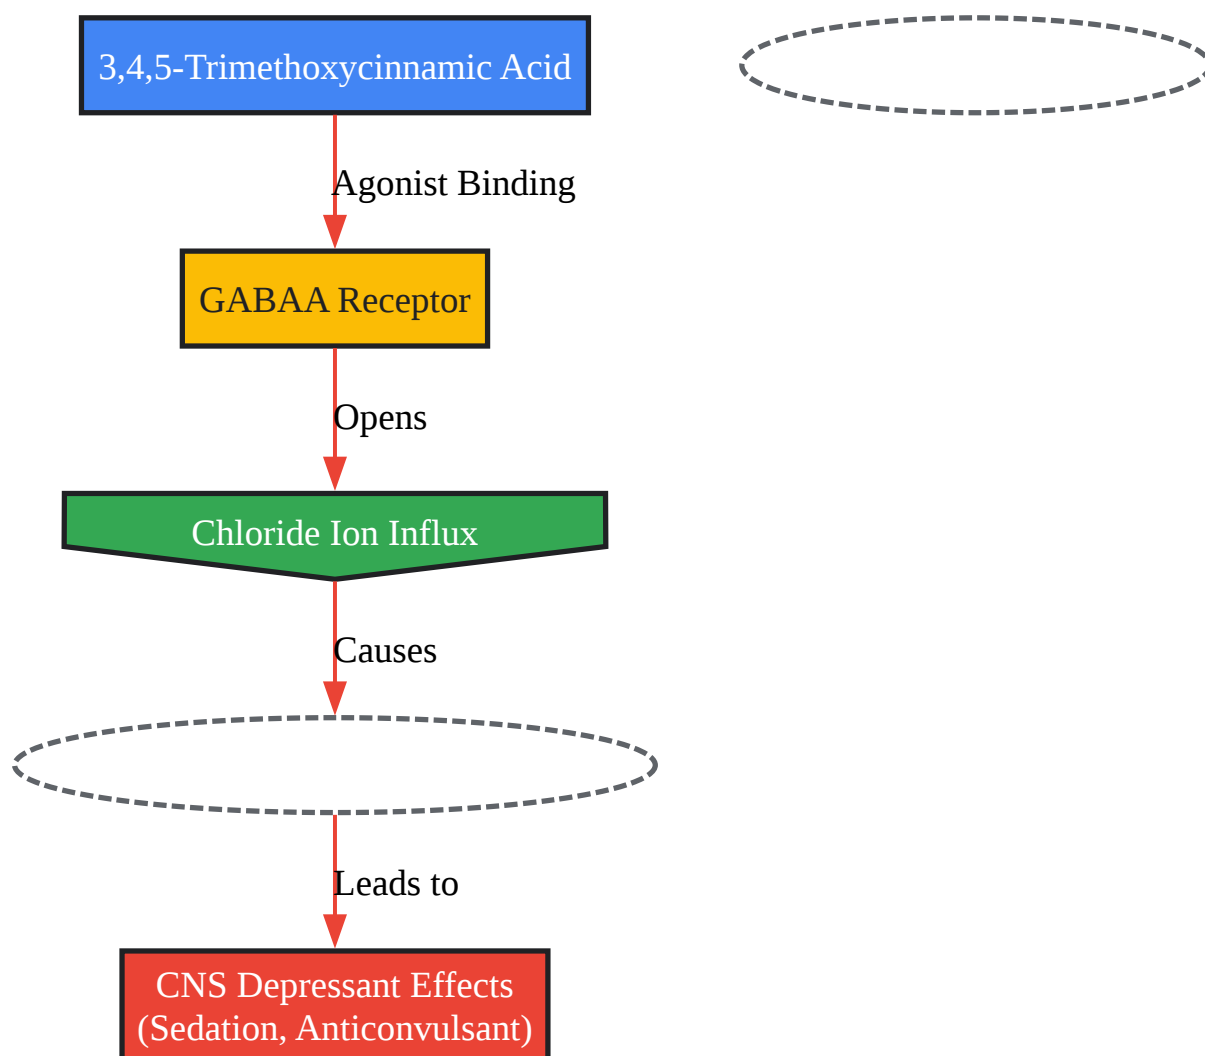 3,4,5-Trimethoxycinnamic Acid
Agonist Binding
GABAA Receptor
Opens
Chloride Ion Influx
Causes
Leads to
CNS Depressant Effects
(Sedation, Anticonvulsant)